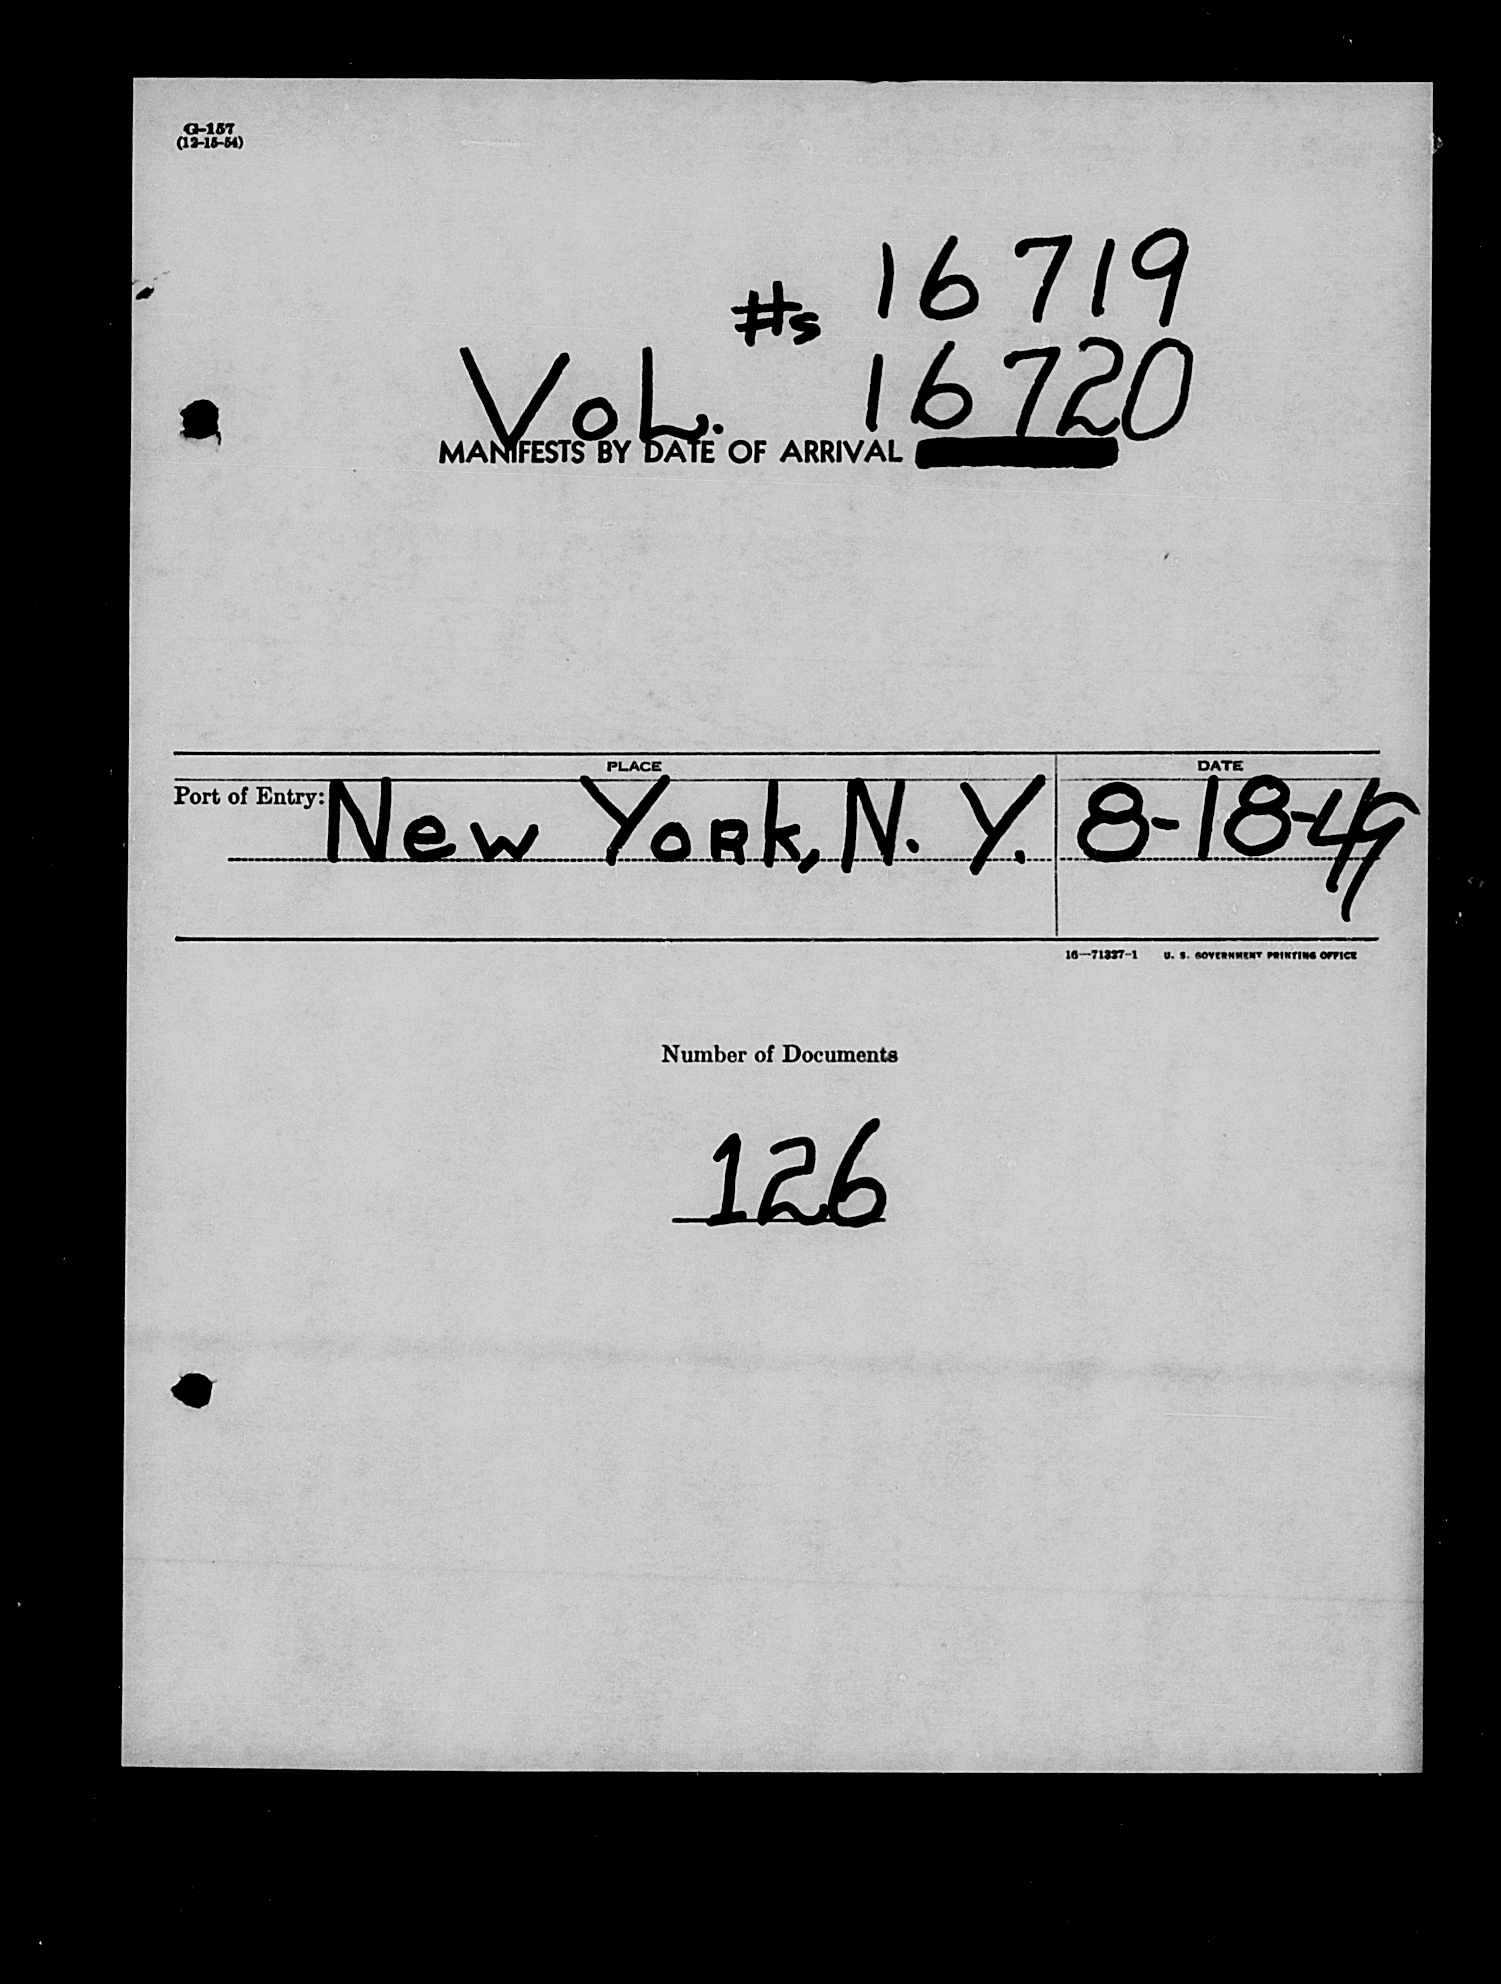 G-157
(12-15-54)
#s 16719
VoL. 16720
MANIFESTS BY DATE OF ARRIVAL
PLACE DATE
Port of Entry: New York, N. Y. 8-18-49
16—71327-1 U. S. GOVERNMENT PRINTING OFFICE
Number of Documents
126